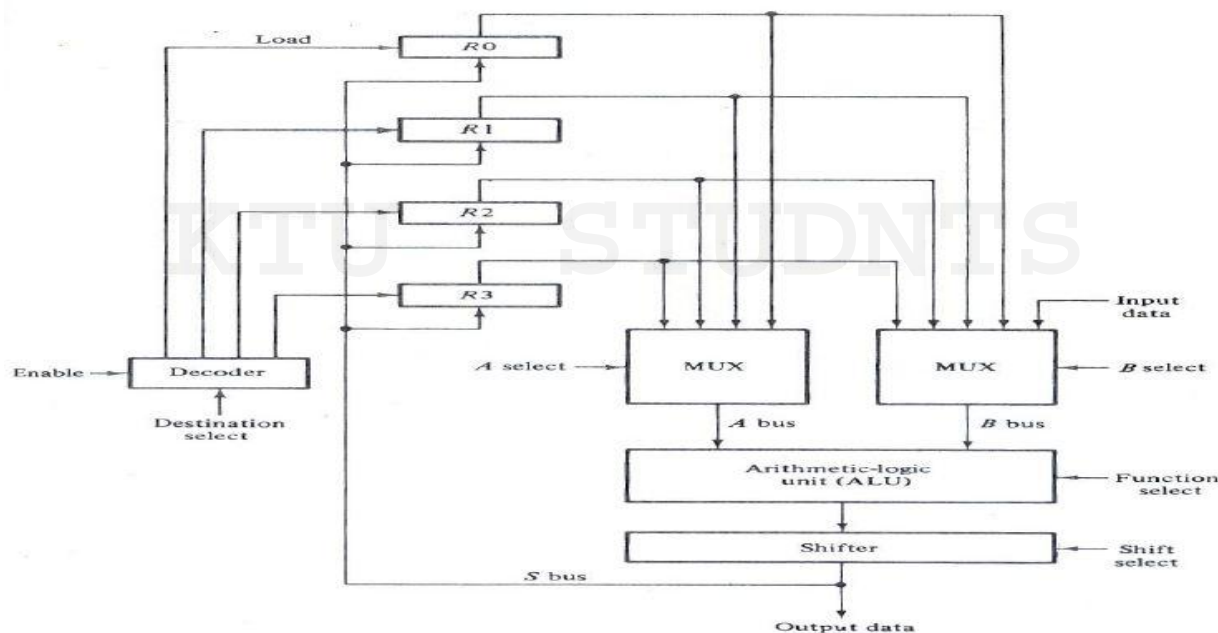 Load
R0
R1
R2
KTU STUDNTS
R3
Input
data
Enable
Decoder
A select
MUX
MUX
B select
Destination
select
A bus
B bus
Arithmetic-logic
unit (ALU)
Function
select
Shifter
Shift
select
S bus
Output data